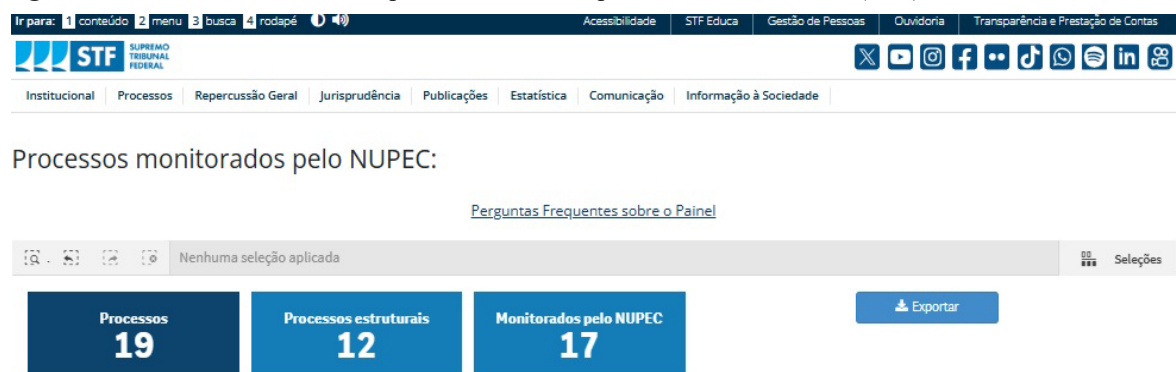 Ir para: 1 conteúdo 2 menu 3 busca 4 rodapé Acessibilidade STF Educa Gestão de Pessoas Ouvidoria Transparência e Prestação de Contas
STF SUPREMO TRIBUNAL FEDERAL
Institucional Processos Repercussão Geral Jurisprudência Publicações Estatística Comunicação Informação à Sociedade
Processos monitorados pelo NUPEC:
Perguntas Frequentes sobre o Painel
Nenhuma seleção aplicada Seleções
Processos Processos estruturais Monitorados pelo NUPEC Exportar
19 12 17